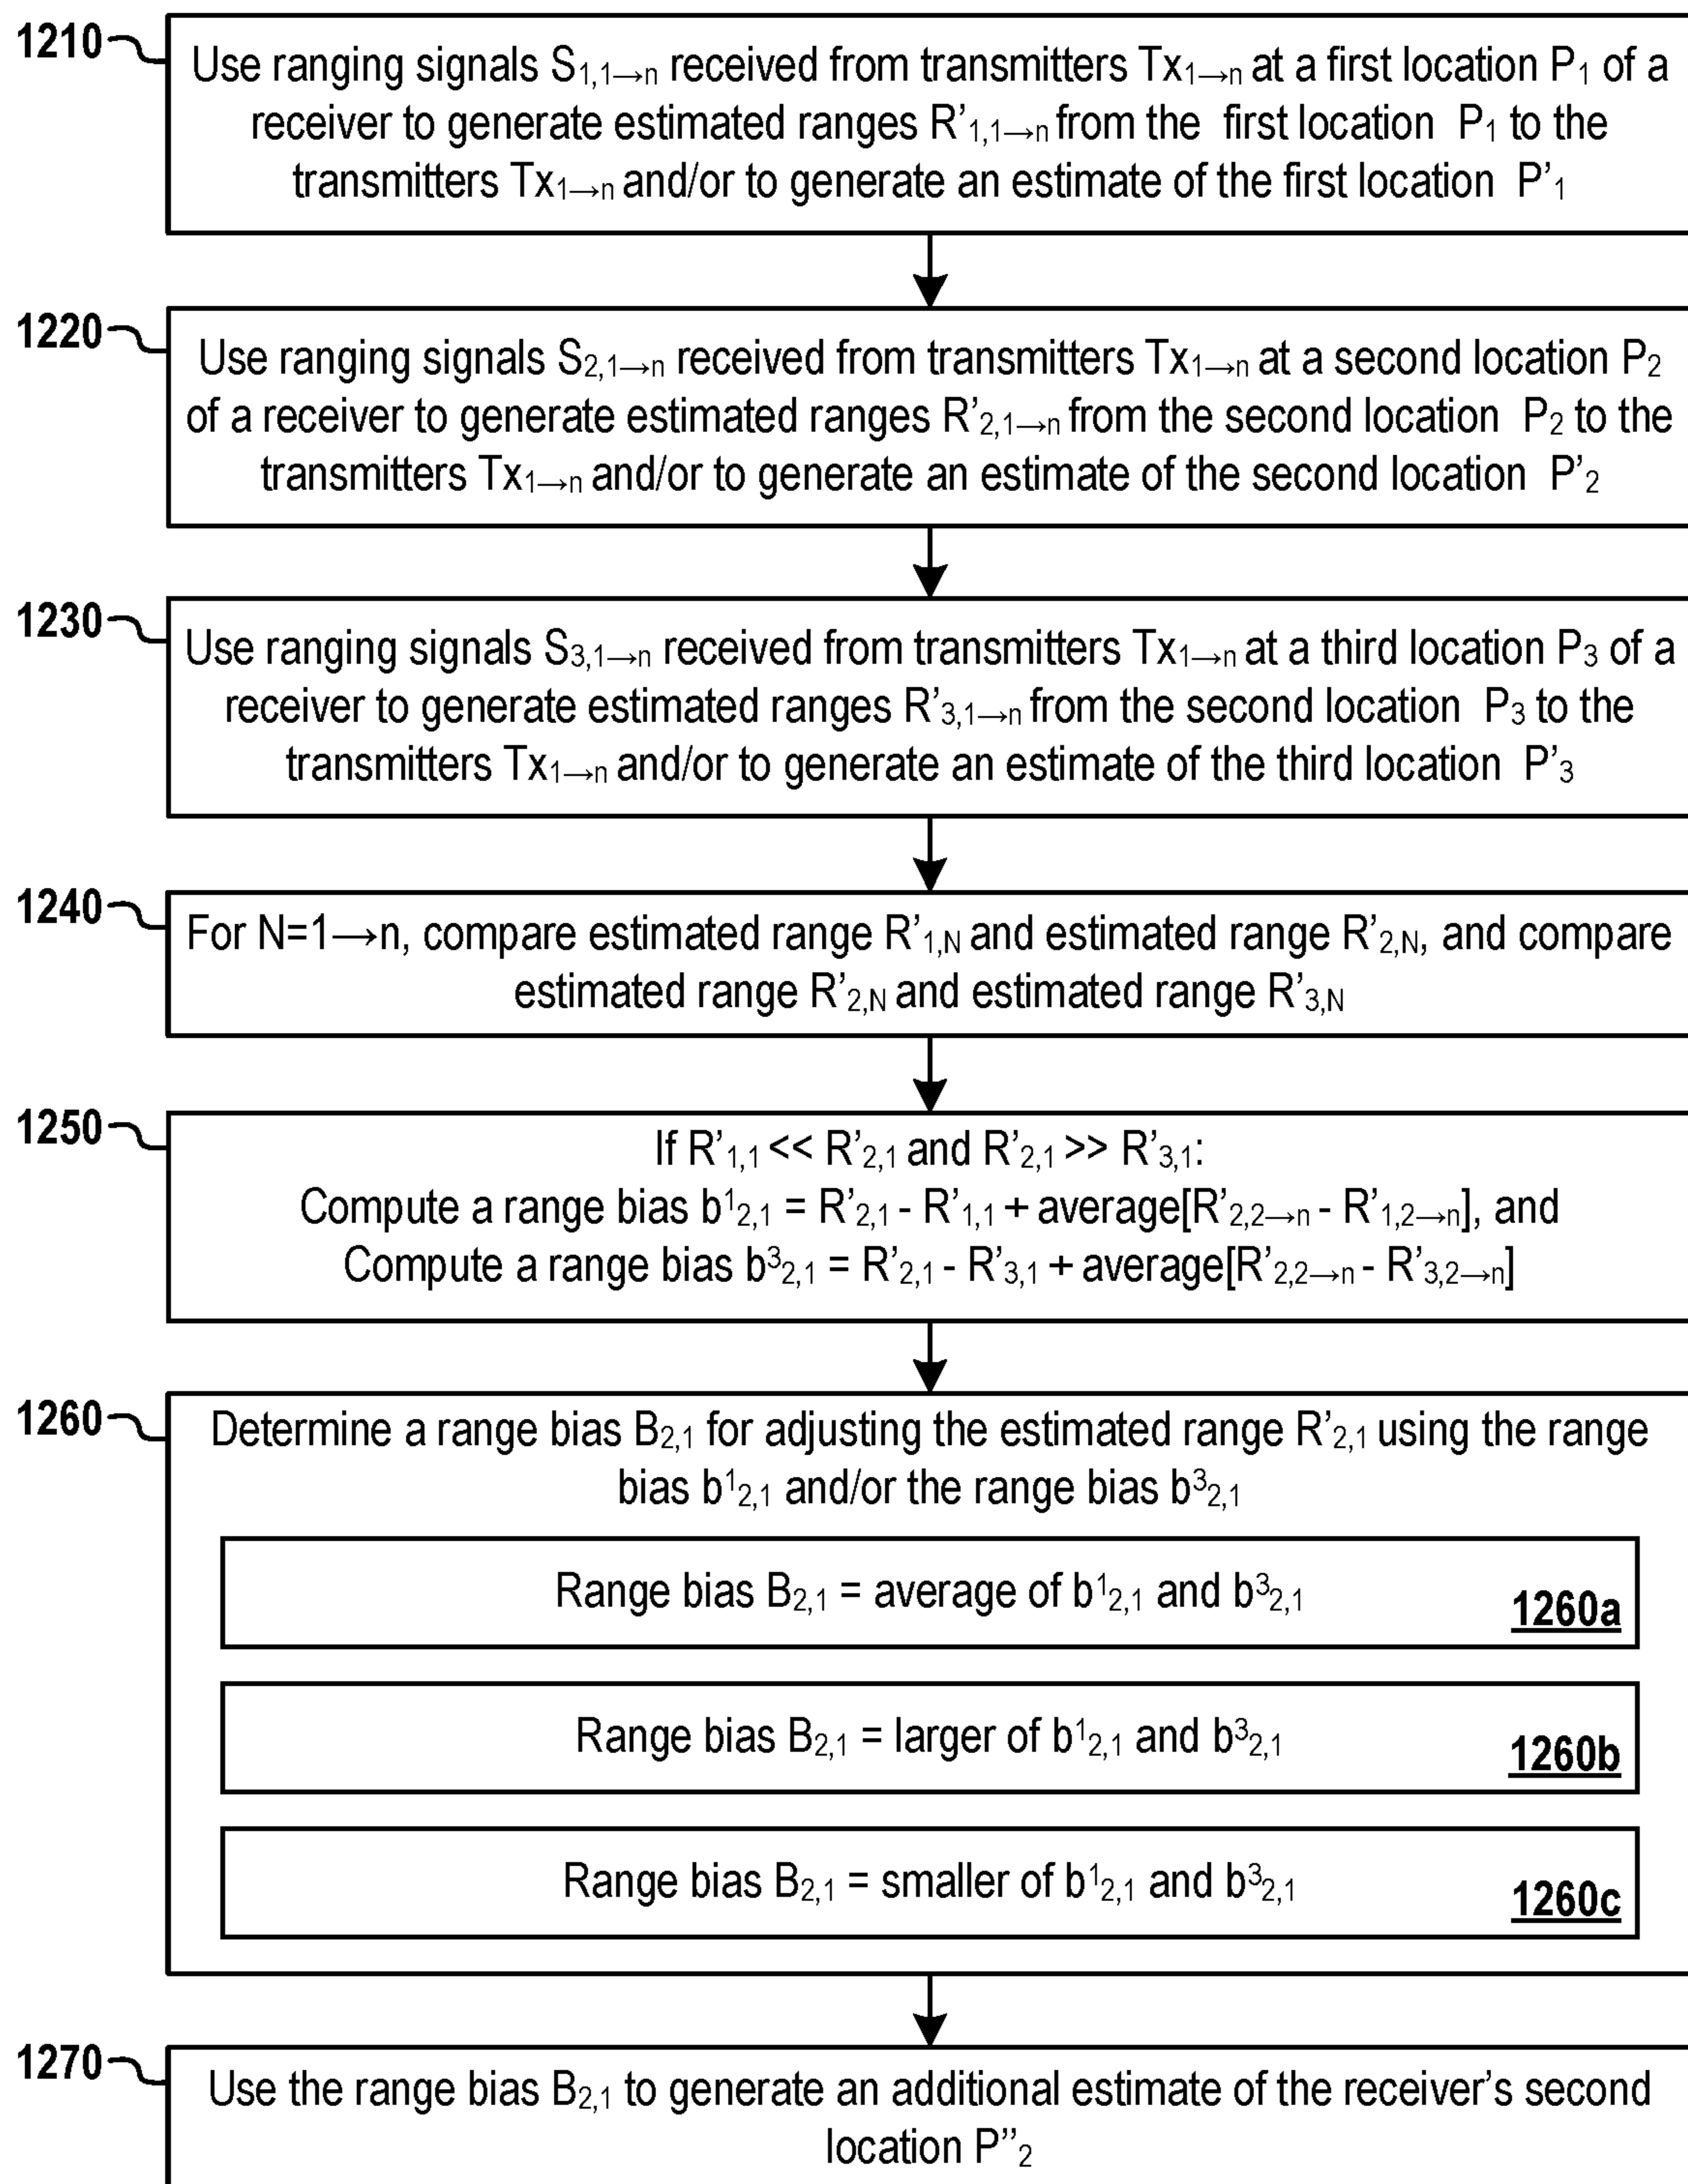 1210
Use ranging signals S₁,₁→ₙ received from transmitters Tx₁→ₙ at a first location P₁ of a
receiver to generate estimated ranges R’₁,₁→ₙ from the first location P₁ to the
transmitters Tx₁→ₙ and/or to generate an estimate of the first location P’₁
1220
Use ranging signals S₂,₁→ₙ received from transmitters Tx₁→ₙ at a second location P₂
of a receiver to generate estimated ranges R’₂,₁→ₙ from the second location P₂ to the
transmitters Tx₁→ₙ and/or to generate an estimate of the second location P’₂
1230
Use ranging signals S₃,₁→ₙ received from transmitters Tx₁→ₙ at a third location P₃ of a
receiver to generate estimated ranges R’₃,₁→ₙ from the second location P₃ to the
transmitters Tx₁→ₙ and/or to generate an estimate of the third location P’₃
1240
For N=1→n, compare estimated range R’₁,N and estimated range R’₂,N, and compare
estimated range R’₂,N and estimated range R’₃,N
1250
If R’₁,₁ << R’₂,₁ and R’₂,₁ >> R’₃,₁:
Compute a range bias b¹₂,₁ = R’₂,₁ - R’₁,₁ + average[R’₂,₂→ₙ - R’₁,₂→ₙ], and
Compute a range bias b³₂,₁ = R’₂,₁ - R’₃,₁ + average[R’₂,₂→ₙ - R’₃,₂→ₙ]
1260
Determine a range bias B₂,₁ for adjusting the estimated range R’₂,₁ using the range
bias b¹₂,₁ and/or the range bias b³₂,₁
Range bias B₂,₁ = average of b¹₂,₁ and b³₂,₁
1260a
Range bias B₂,₁ = larger of b¹₂,₁ and b³₂,₁
1260b
Range bias B₂,₁ = smaller of b¹₂,₁ and b³₂,₁
1260c
1270
Use the range bias B₂,₁ to generate an additional estimate of the receiver’s second
location P’’₂